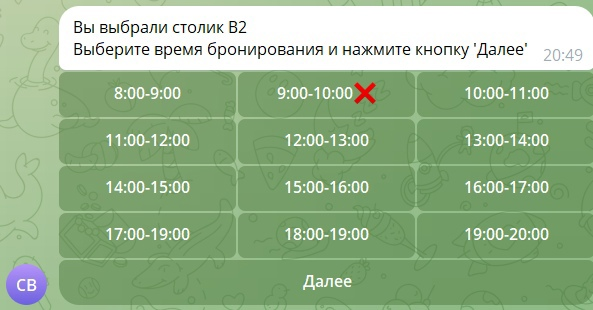 Вы выбрали столик B2
Выберите время бронирования и нажмите кнопку 'Далее'
20:49
8:00-9:00 9:00-10:00❌ 10:00-11:00
11:00-12:00 12:00-13:00 13:00-14:00
14:00-15:00 15:00-16:00 16:00-17:00
17:00-19:00 18:00-19:00 19:00-20:00
Далее
СВ